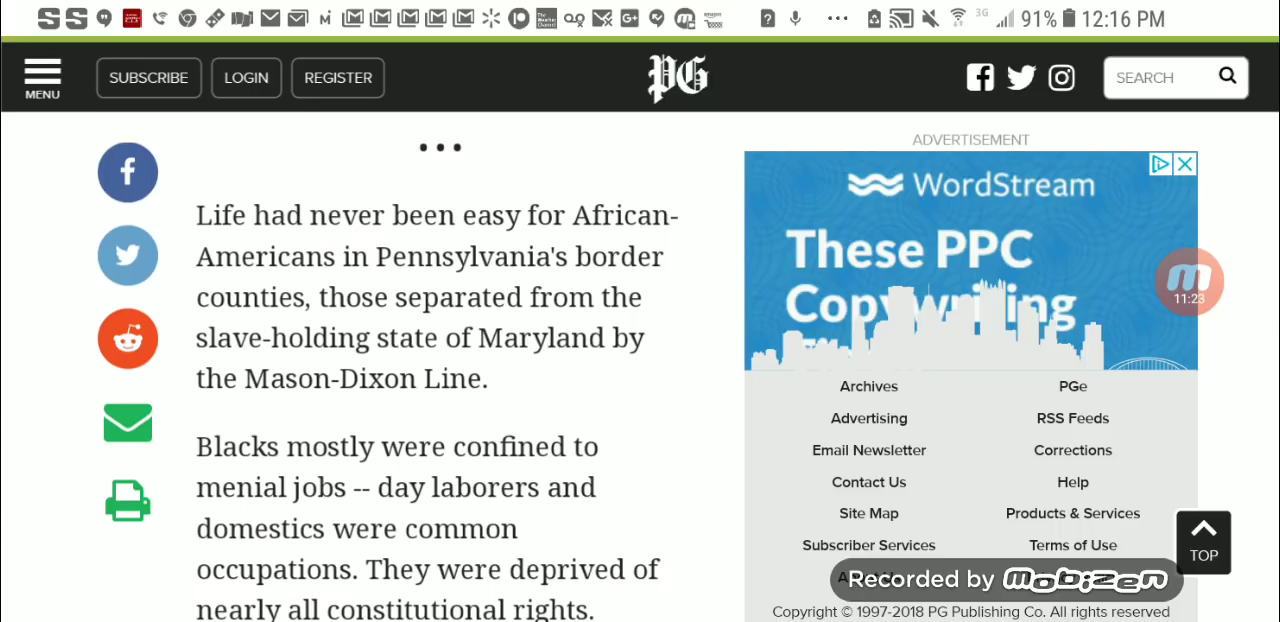 91% 12:16 PM
3G
MENU
SUBSCRIBE
LOGIN
REGISTER
PG
SEARCH
• • •
Life had never been easy for African-
Americans in Pennsylvania's border
counties, those separated from the
slave-holding state of Maryland by
the Mason-Dixon Line.
Blacks mostly were confined to
menial jobs -- day laborers and
domestics were common
occupations. They were deprived of
nearly all constitutional rights.
ADVERTISEMENT
WordStream
These PPC
Copywriting
11:23
Archives
PGe
Advertising
RSS Feeds
Email Newsletter
Corrections
Contact Us
Help
Site Map
Products & Services
Subscriber Services
Terms of Use
TOP
Recorded by mobizen
Copyright © 1997-2018 PG Publishing Co. All rights reserved